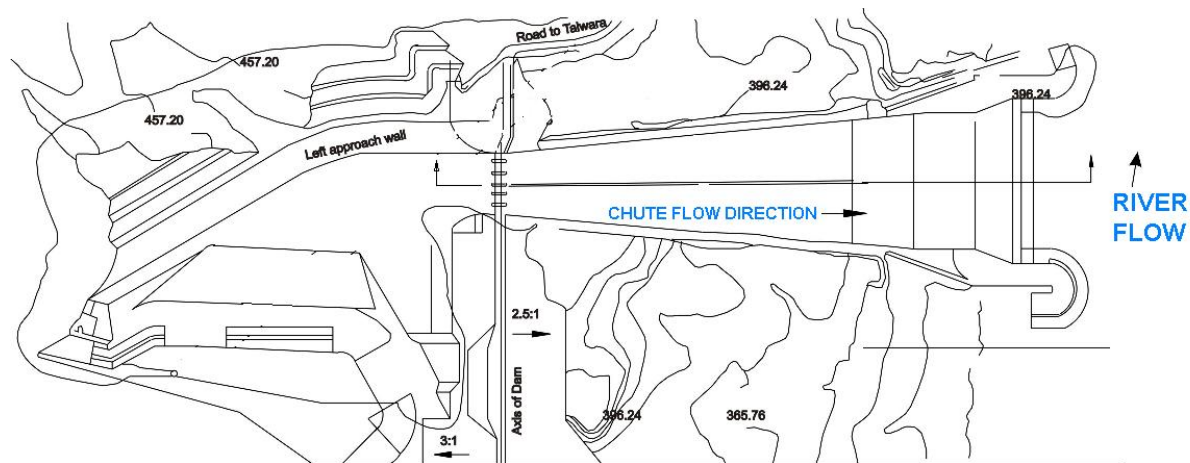 Road to Talwara
457.20
396.24
396.24
457.20
Left approach wall
CHUTE FLOW DIRECTION
RIVER
FLOW
2.5:1
Axis of Dam
396.24
365.76
3:1